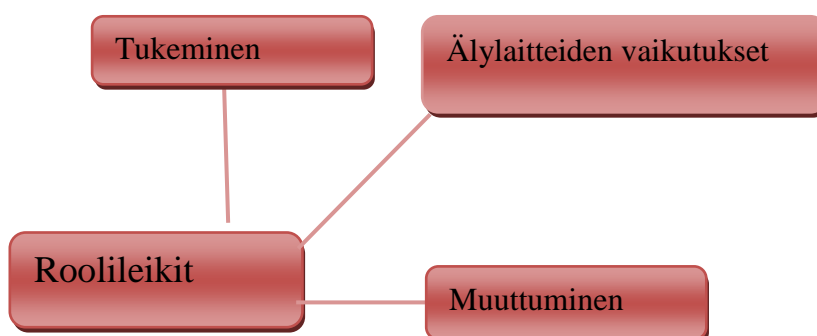 Tukeminen
Älylaitteiden vaikutukset
Roolileikit
Muuttuminen